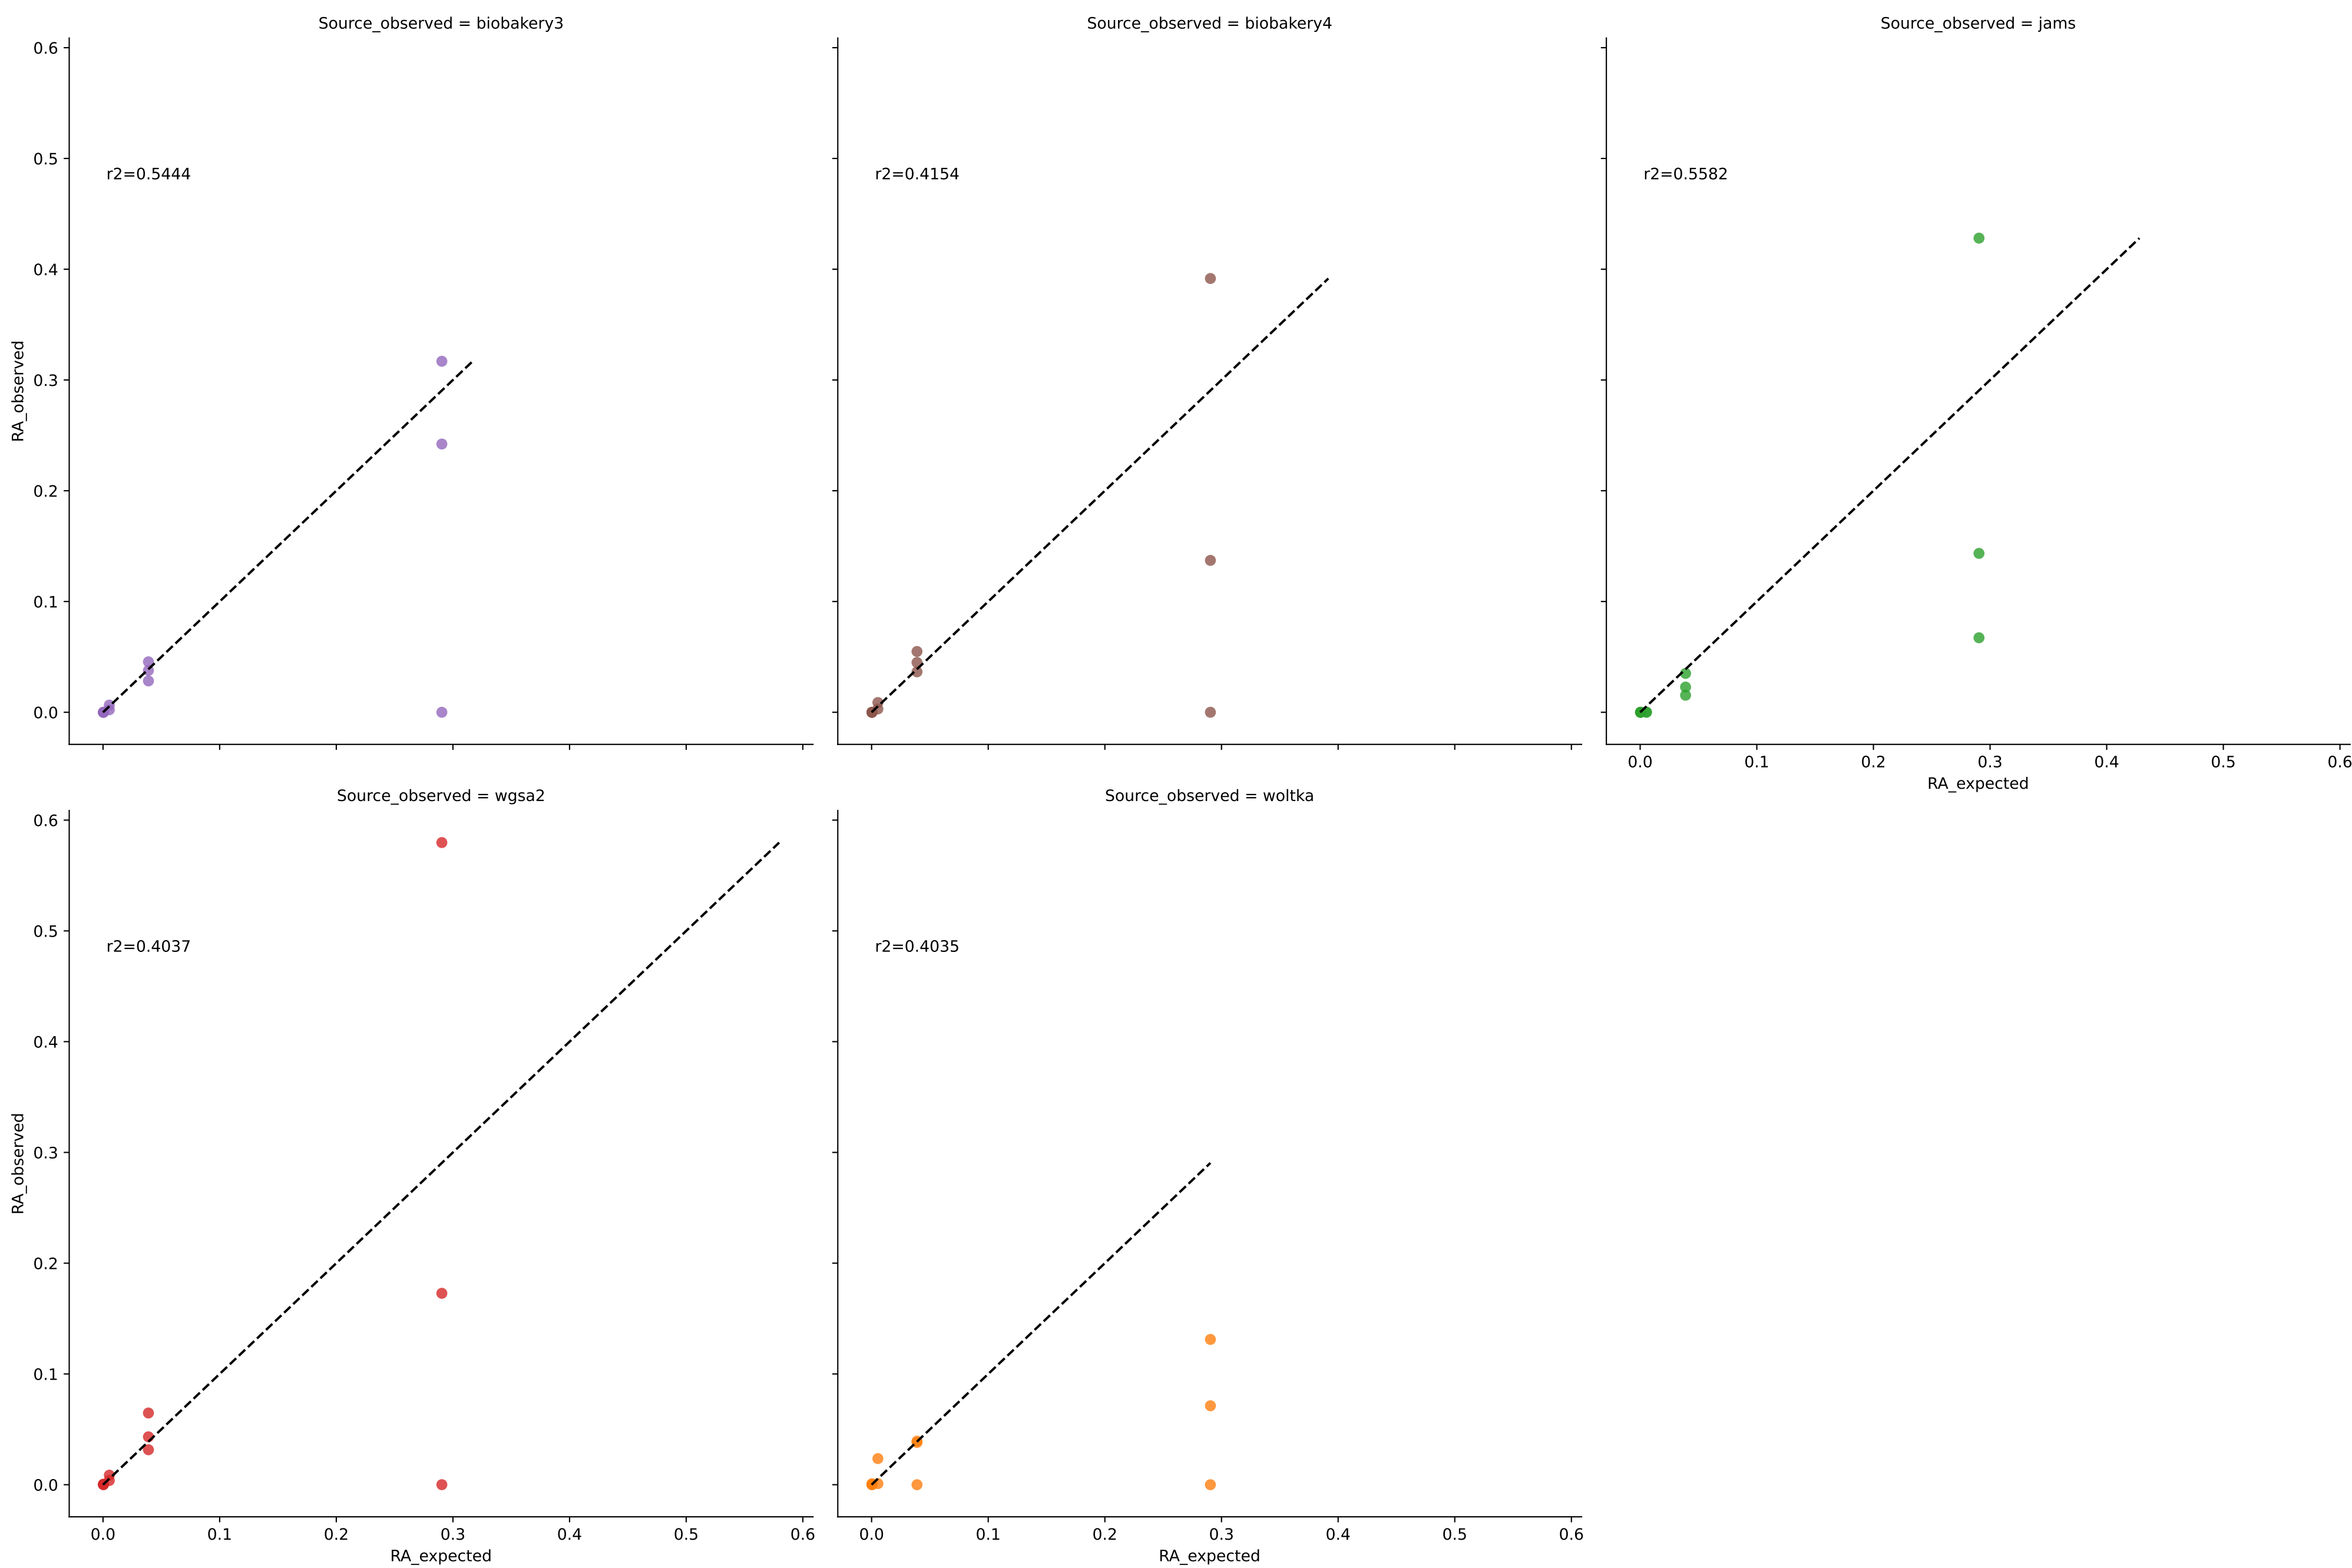 Source_observed = biobakery3
Source_observed = biobakery4
Source_observed = jams
0.6
0.5
0.4
0.3
0.2
0.1
0.0
RA_observed
r2=0.5444
r2=0.4154
r2=0.5582
0.0 0.1 0.2 0.3 0.4 0.5 0.6
RA_expected
Source_observed = wgsa2
Source_observed = woltka
0.6
0.5
0.4
0.3
0.2
0.1
0.0
RA_observed
r2=0.4037
r2=0.4035
0.0 0.1 0.2 0.3 0.4 0.5 0.6
RA_expected
0.0 0.1 0.2 0.3 0.4 0.5 0.6
RA_expected